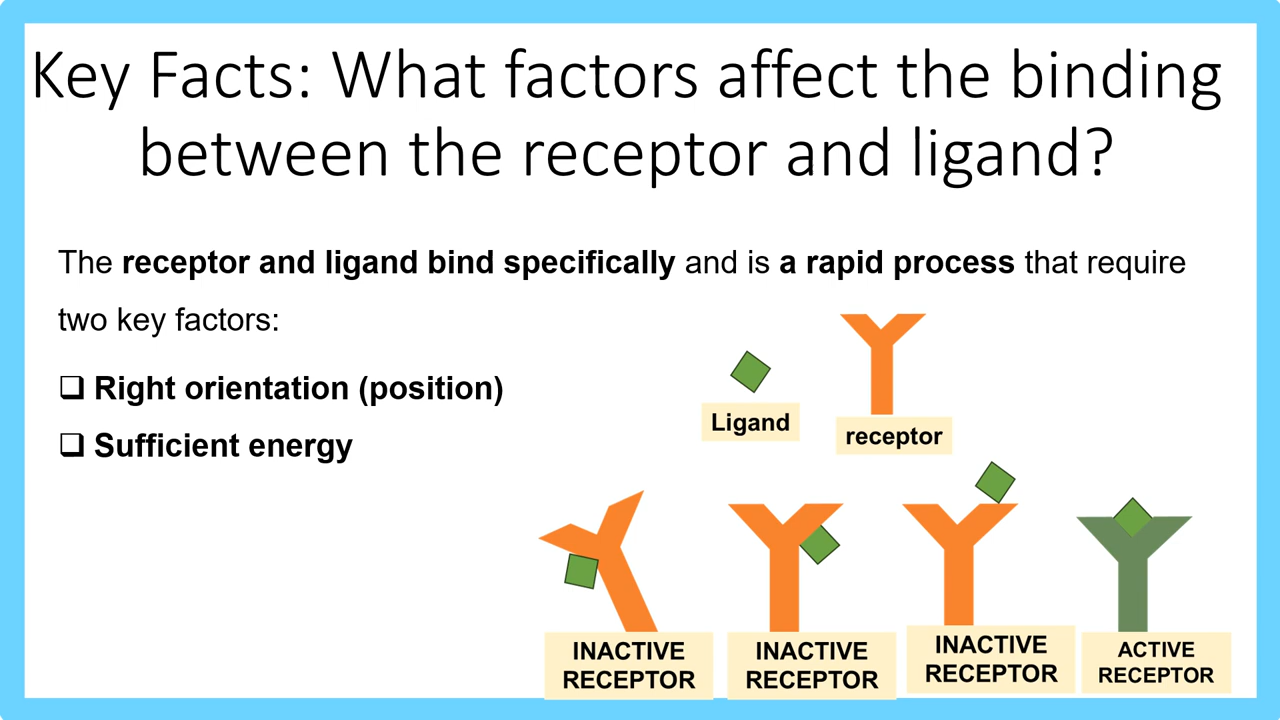 Key Facts: What factors affect the binding
between the receptor and ligand?
The receptor and ligand bind specifically and is a rapid process that require
two key factors:
❑ Right orientation (position)
❑ Sufficient energy
Ligand
receptor
INACTIVE
RECEPTOR
INACTIVE
RECEPTOR
INACTIVE
RECEPTOR
ACTIVE
RECEPTOR